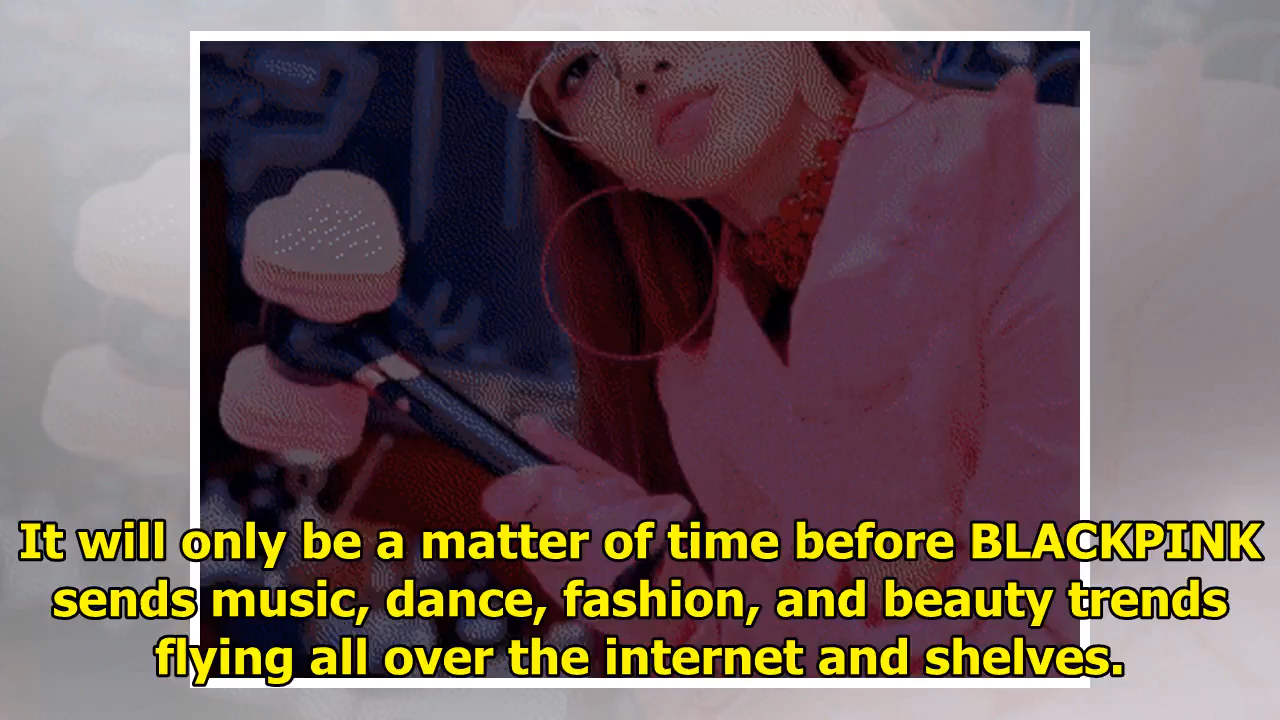 It will only be a matter of time before BLACKPINK
sends music, dance, fashion, and beauty trends
flying all over the internet and shelves.